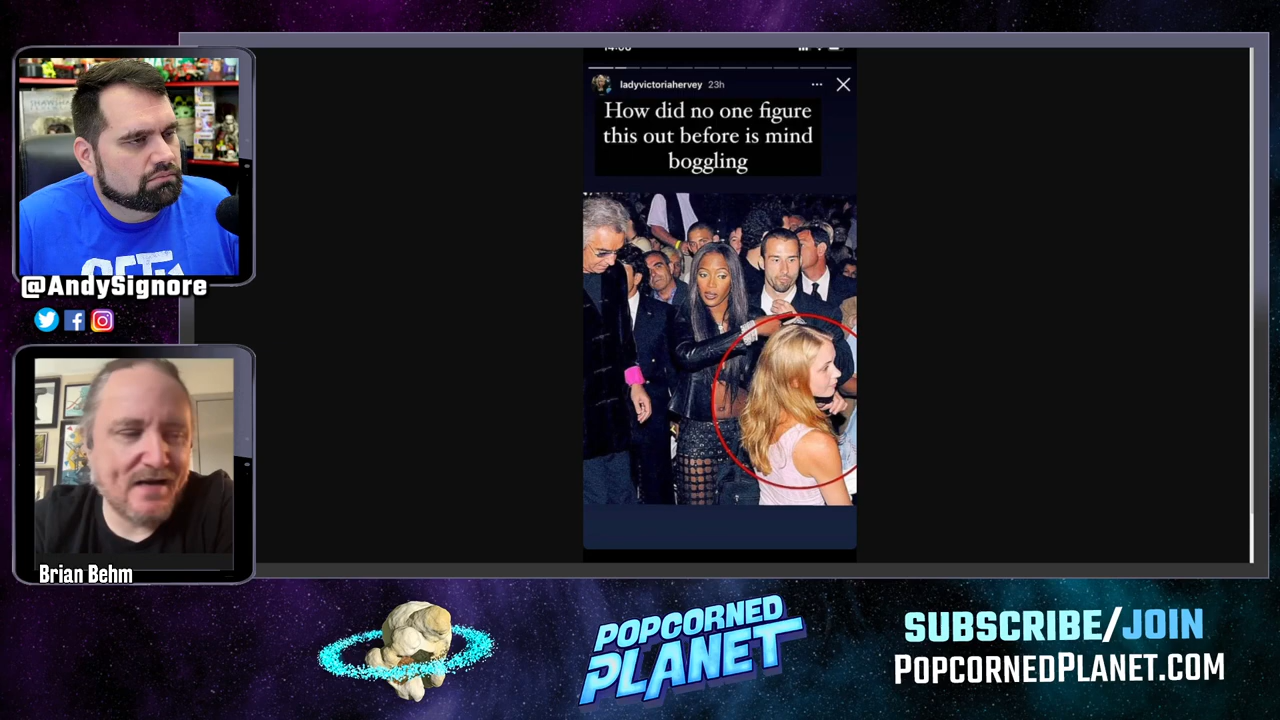 ladyvictoriahervey 23h
How did no one figure
this out before is mind
boggling
@AndySignore
Brian Behm
POPCORNED
PLANET
SUBSCRIBE/JOIN
POPCORNEDPLANET.COM